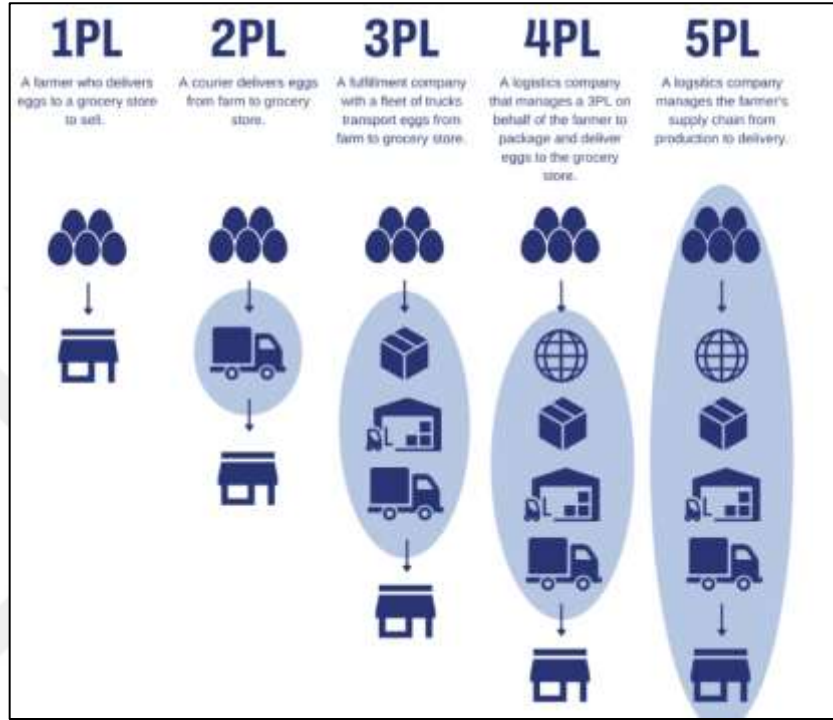 1PL
A farmer who delivers
eggs to a grocery store
to sell.
2PL
A courier delivers eggs
from farm to grocery
store.
3PL
A fulfillment company
with a fleet of trucks
transport eggs from
farm to grocery store.
4PL
A logistics company
that manages a 3PL on
behalf of the farmer to
package and deliver
eggs to the grocery
store.
5PL
A logsitics company
manages the farmer's
supply chain from
production to delivery.